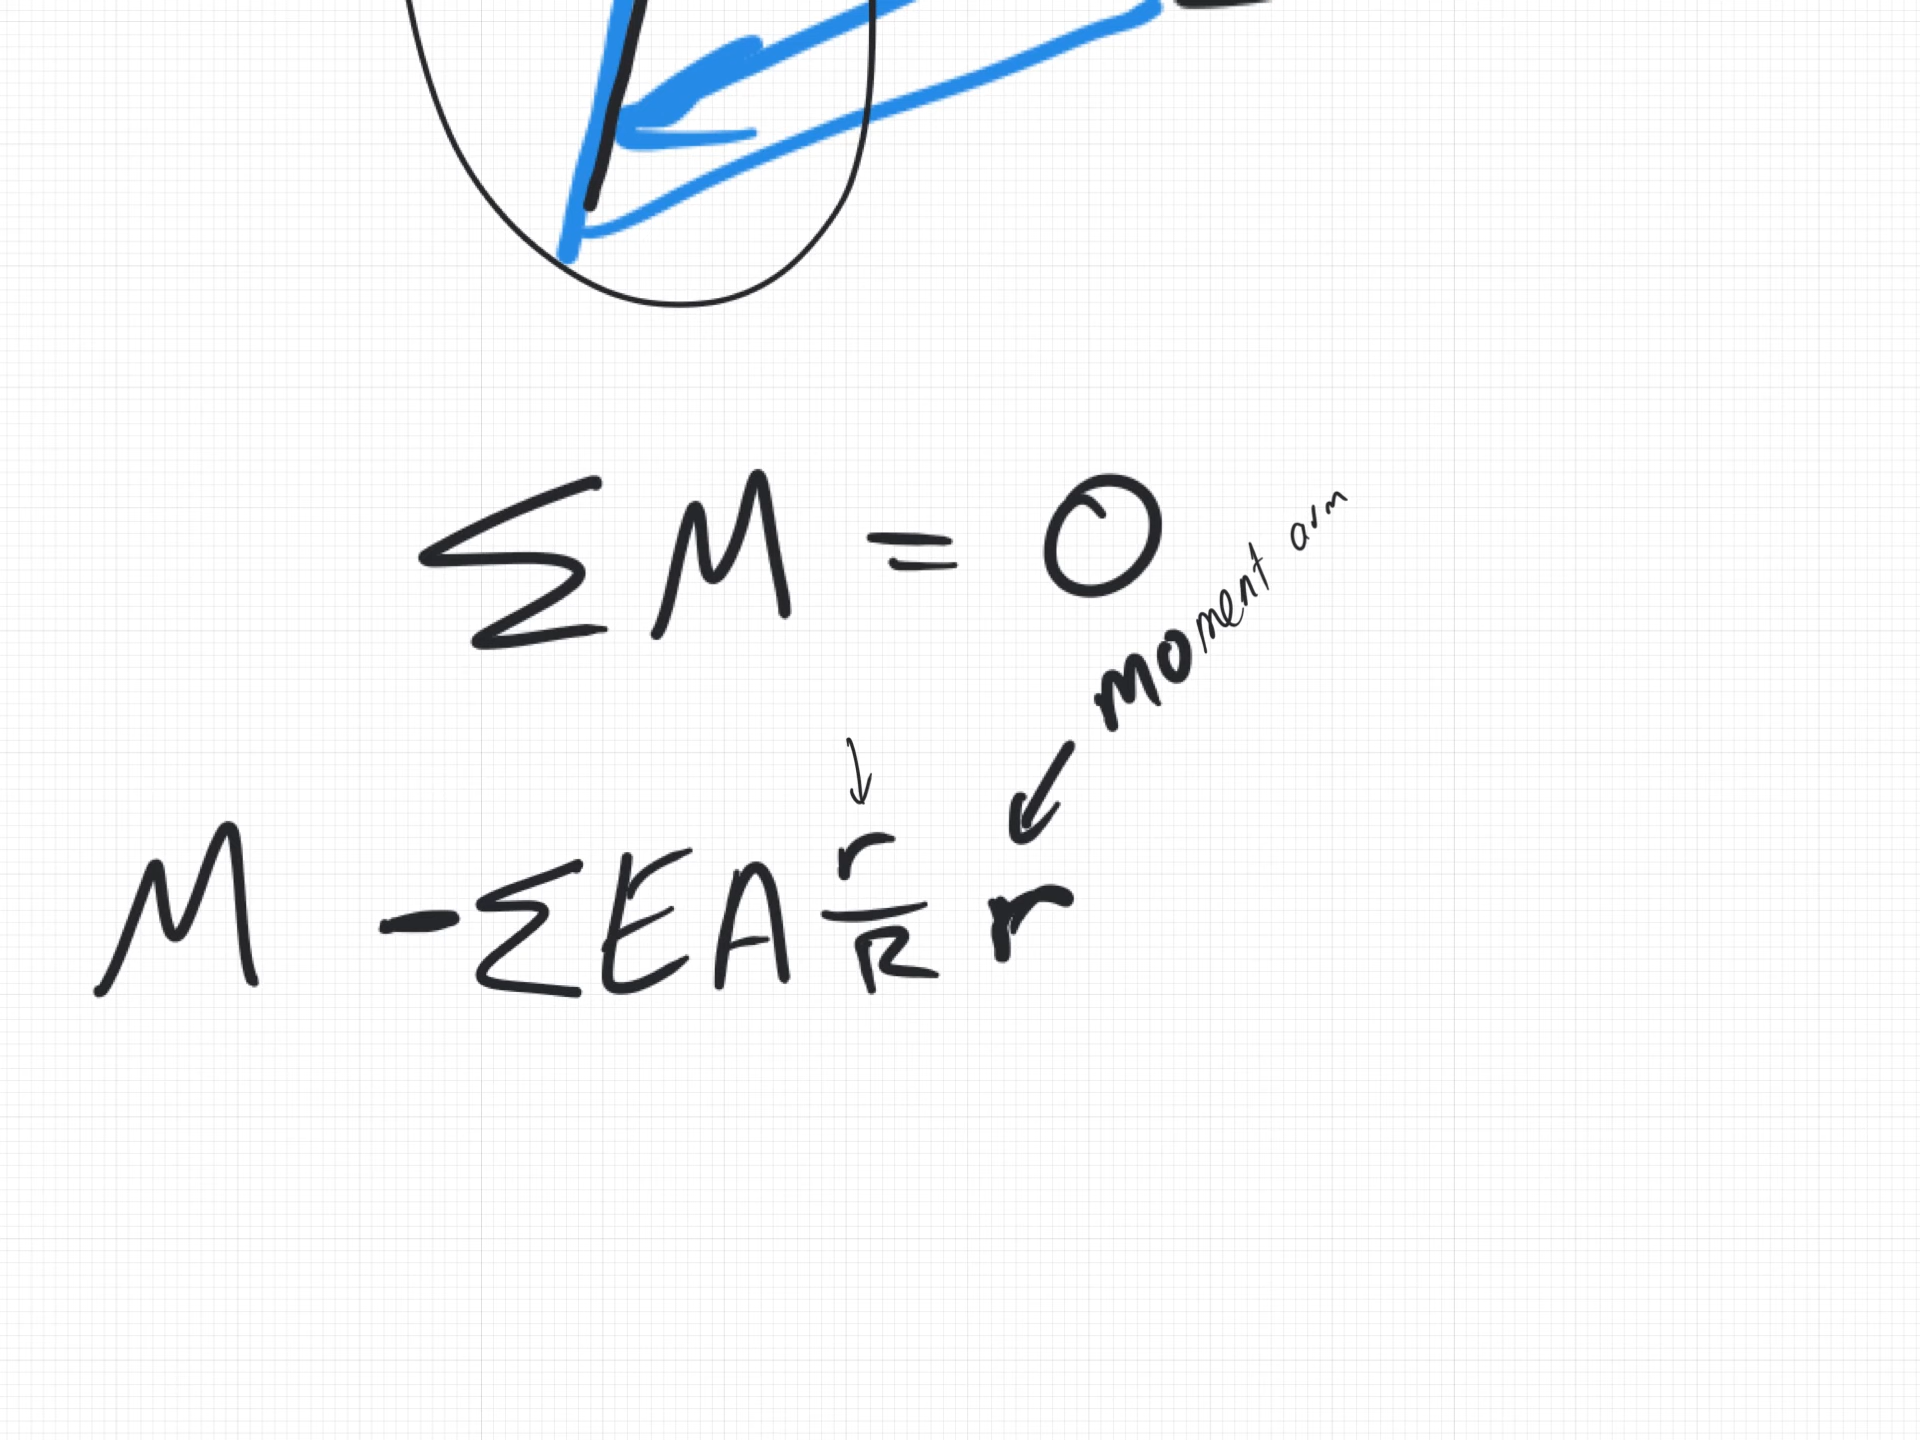 ΣM = 0
moment arm
M - ΣEA r/R r